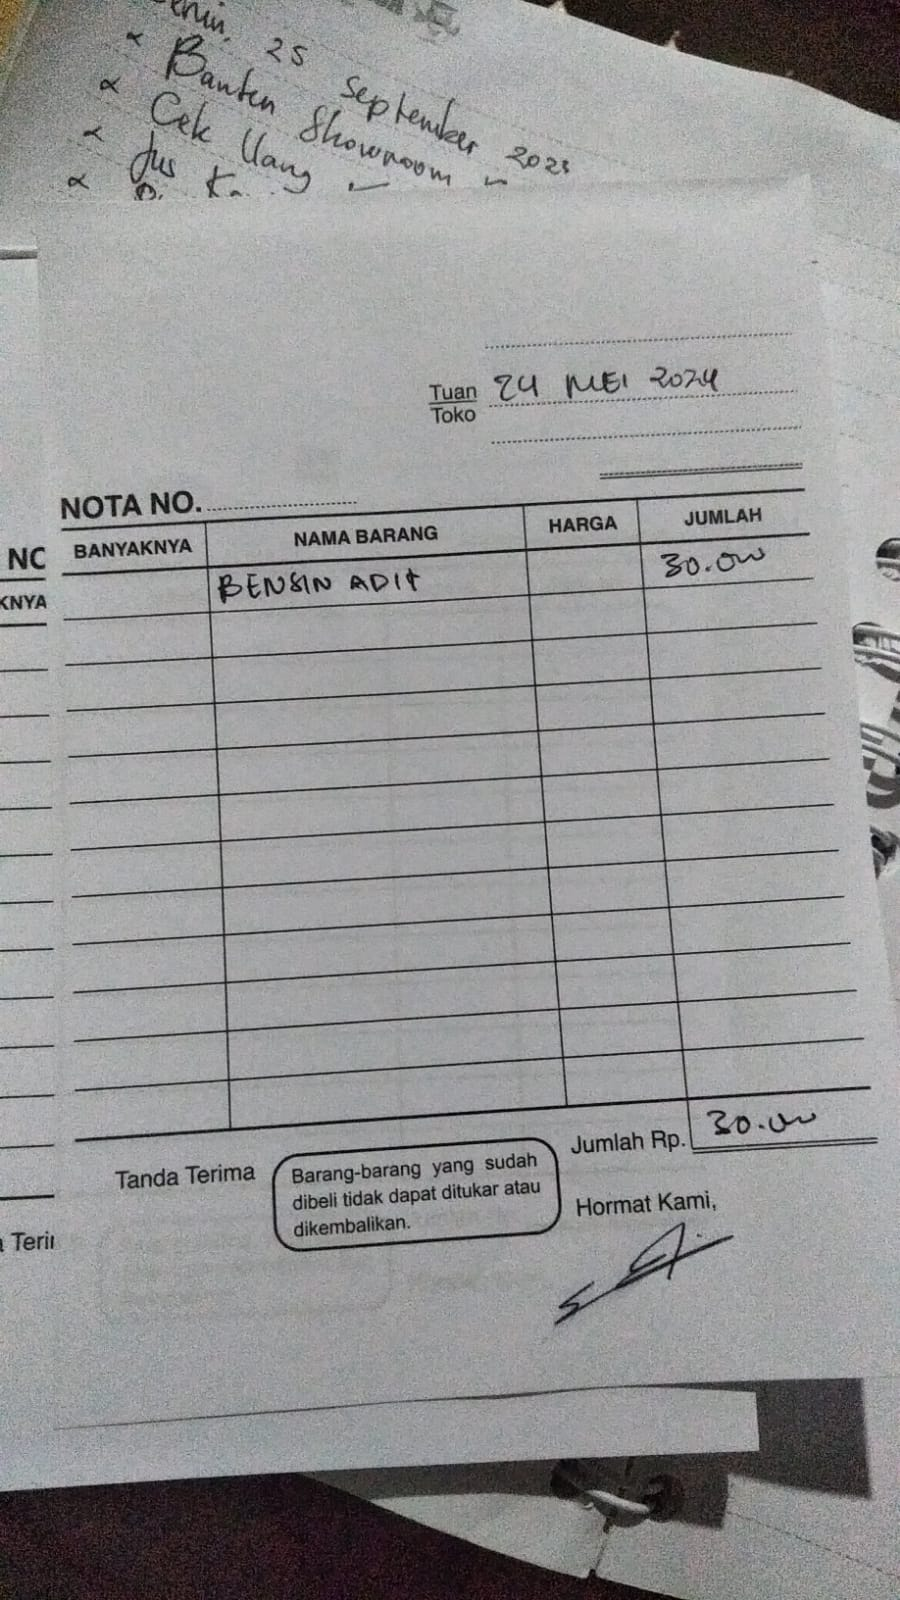 25 September 2023
× Banten Showroom
× Cek Uang
× Jus
×
Tuan 24 MEI 2024
Toko
NOTA NO.
BANYAKNYA NAMA BARANG HARGA JUMLAH
BENSIN ADIT 30.000
Jumlah Rp. 30.000
Tanda Terima
Barang-barang yang sudah
dibeli tidak dapat ditukar atau
dikembalikan.
Hormat Kami,
NO
KNYA